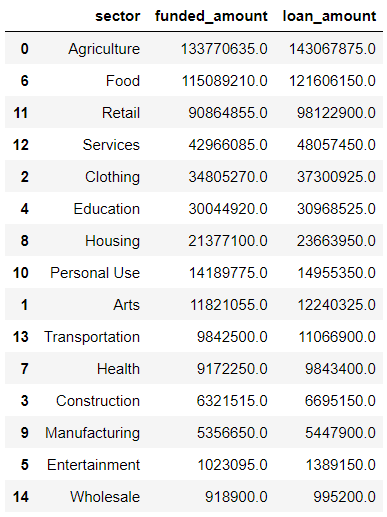 sector funded_amount loan_amount
0 Agriculture 133770635.0 143067875.0
6 Food 115089210.0 121606150.0
11 Retail 90864855.0 98122900.0
12 Services 42966085.0 48057450.0
2 Clothing 34805270.0 37300925.0
4 Education 30044920.0 30968525.0
8 Housing 21377100.0 23663950.0
10 Personal Use 14189775.0 14955350.0
1 Arts 11821055.0 12240325.0
13 Transportation 9842500.0 11066900.0
7 Health 9172250.0 9843400.0
3 Construction 6321515.0 6695150.0
9 Manufacturing 5356650.0 5447900.0
5 Entertainment 1023095.0 1389150.0
14 Wholesale 918900.0 995200.0